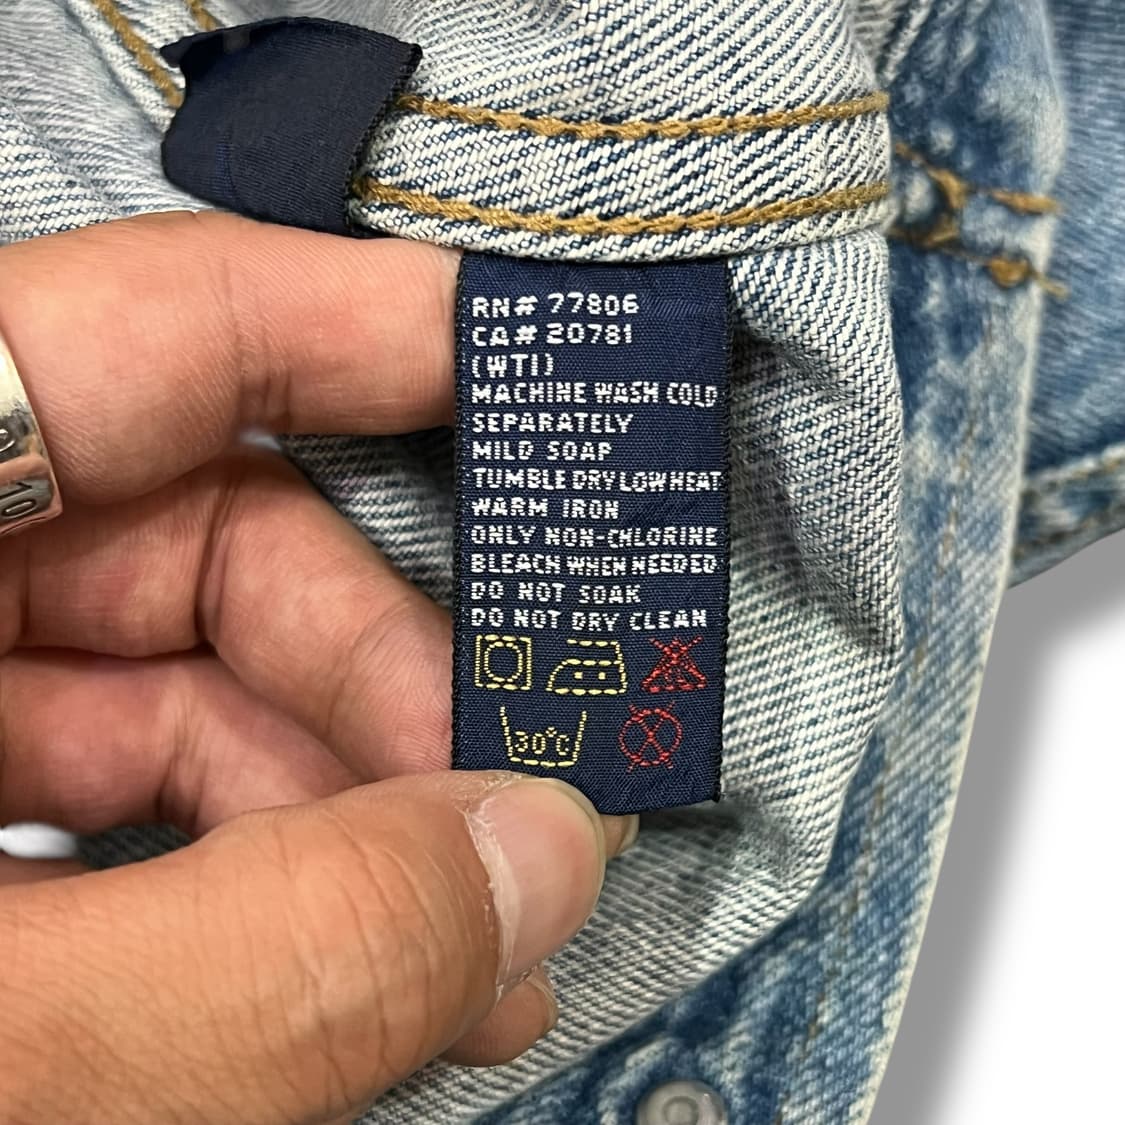 RN# 77806
CA# 20781
(WTI)
MACHINE WASH COLD
SEPARATELY
MILD SOAP
TUMBLE DRY LOW HEAT
WARM IRON
ONLY NON-CHLORINE
BLEACH WHEN NEEDED
DO NOT SOAK
DO NOT DRY CLEAN
30°C
10